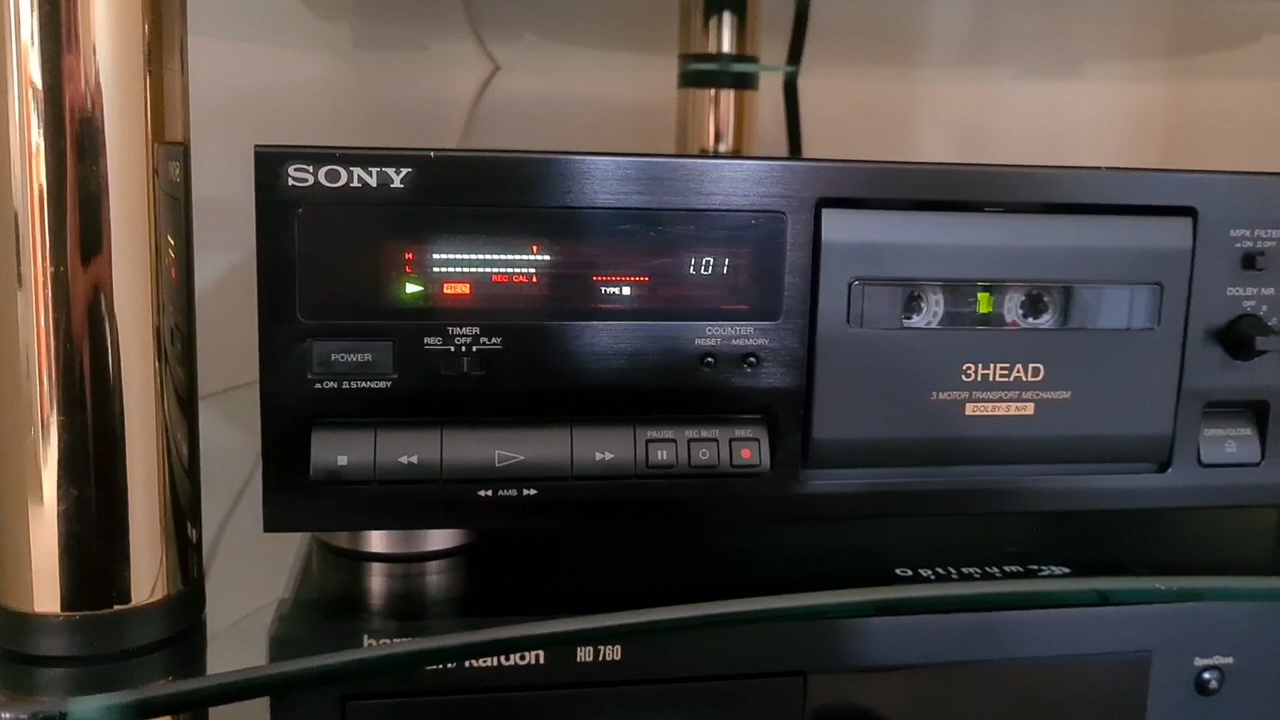 SONY
H
L
REC CAL
REC
TYPE
1.01
TIMER
REC OFF PLAY
POWER
ON STANDBY
COUNTER
RESET MEMORY
PAUSE REC MUTE REC
AMS
3HEAD
3 MOTOR TRANSPORT MECHANISM
DOLBY-S NR
MPX FILTER
ON OFF
DOLBY NR
OFF B
OPEN/CLOSE
Optimum
kardon HD 760
Open/Close